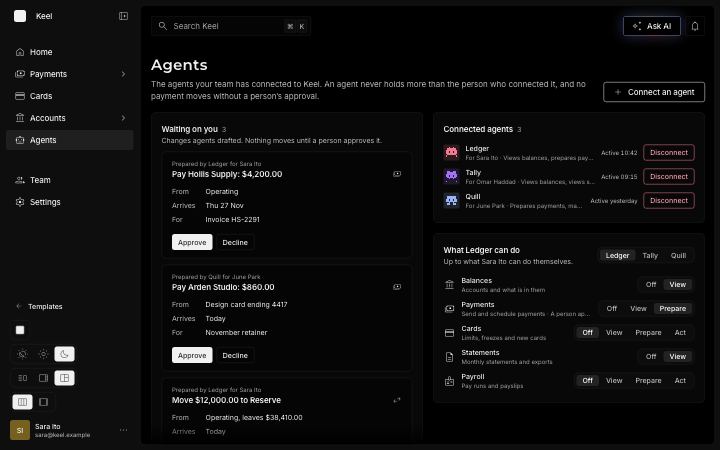 Keel
Home
Payments
Cards
Accounts
Agents
Team
Settings
Templates
SI
Sara Ito
sara@keel.example
Search Keel
⌘ K
Ask AI
Agents
The agents your team has connected to Keel. An agent never holds more than the person who connected it, and no
payment moves without a person's approval.
Connect an agent
Waiting on you 3
Changes agents drafted. Nothing moves until a person approves it.
Prepared by Ledger for Sara Ito
Pay Hollis Supply: $4,200.00
From Operating
Arrives Thu 27 Nov
For Invoice HS-2291
Approve Decline
Prepared by Quill for June Park
Pay Arden Studio: $860.00
From Design card ending 4417
Arrives Today
For November retainer
Approve Decline
Prepared by Ledger for Sara Ito
Move $12,000.00 to Reserve
From Operating, leaves $38,410.00
Arrives Today
Connected agents 3
Ledger
For Sara Ito · Views balances, prepares pay...
Active 10:42 Disconnect
Tally
For Omar Haddad · Views balances, views s...
Active 09:15 Disconnect
Quill
For June Park · Prepares payments, ma...
Active yesterday Disconnect
What Ledger can do
Up to what Sara Ito can do themselves.
Ledger Tally Quill
Balances
Accounts and what is in them
Off View
Payments
Send and schedule payments · A person ap...
Off View Prepare
Cards
Limits, freezes and new cards
Off View Prepare Act
Statements
Monthly statements and exports
Off View
Payroll
Pay runs and payslips
Off View Prepare Act